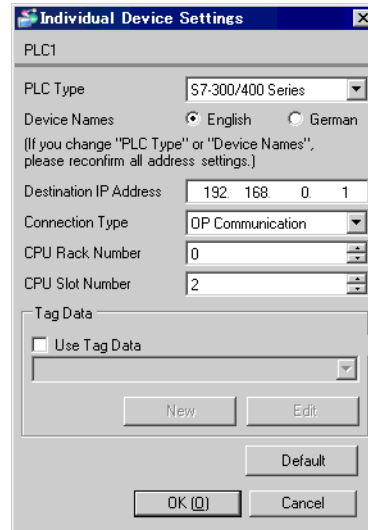 Individual Device Settings
PLC1
PLC Type S7-300/400 Series
Device Names English German
(If you change "PLC Type" or "Device Names",
please reconfirm all address settings.)
Destination IP Address 192. 168. 0. 1
Connection Type OP Communication
CPU Rack Number 0
CPU Slot Number 2
Tag Data
Use Tag Data
New Edit
Default
OK (O) Cancel